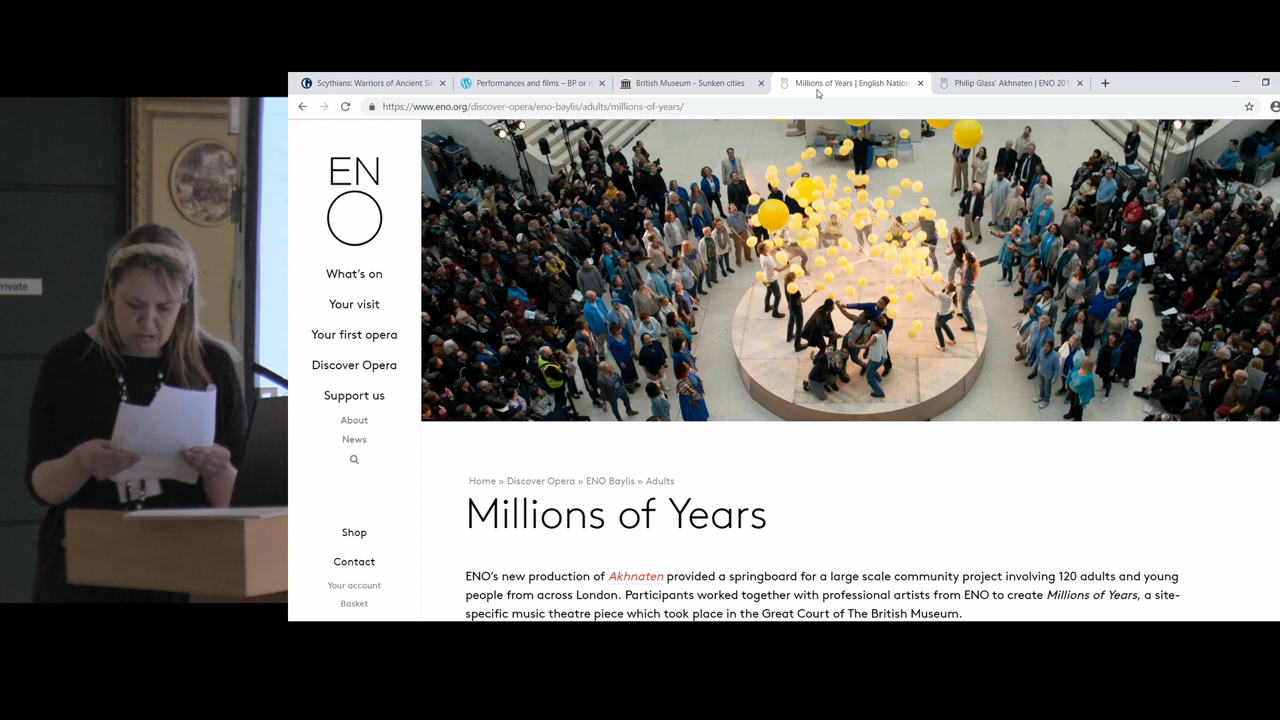 Private
Scythians: Warriors of Ancient Si
Performances and films – BP or n
British Museum - Sunken cities
Millions of Years | English Nation
Philip Glass' Akhnaten | ENO 201
https://www.eno.org/discover-opera/eno-baylis/adults/millions-of-years/
EN
O
What's on
Your visit
Your first opera
Discover Opera
Support us
About
News
Shop
Contact
Your account
Basket
Home » Discover Opera » ENO Baylis » Adults
Millions of Years
ENO's new production of Akhnaten provided a springboard for a large scale community project involving 120 adults and young
people from across London. Participants worked together with professional artists from ENO to create Millions of Years, a site-
specific music theatre piece which took place in the Great Court of The British Museum.